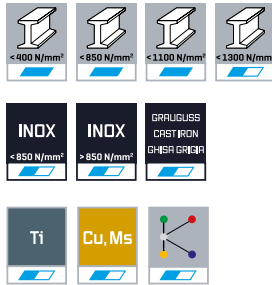 <400 N/mm² <850 N/mm² <1100 N/mm² <1300 N/mm²
INOX
<850 N/mm²
INOX
>850 N/mm²
GRAUGUSS
CAST IRON
GHISA GRIGIA
Ti
Cu, Ms